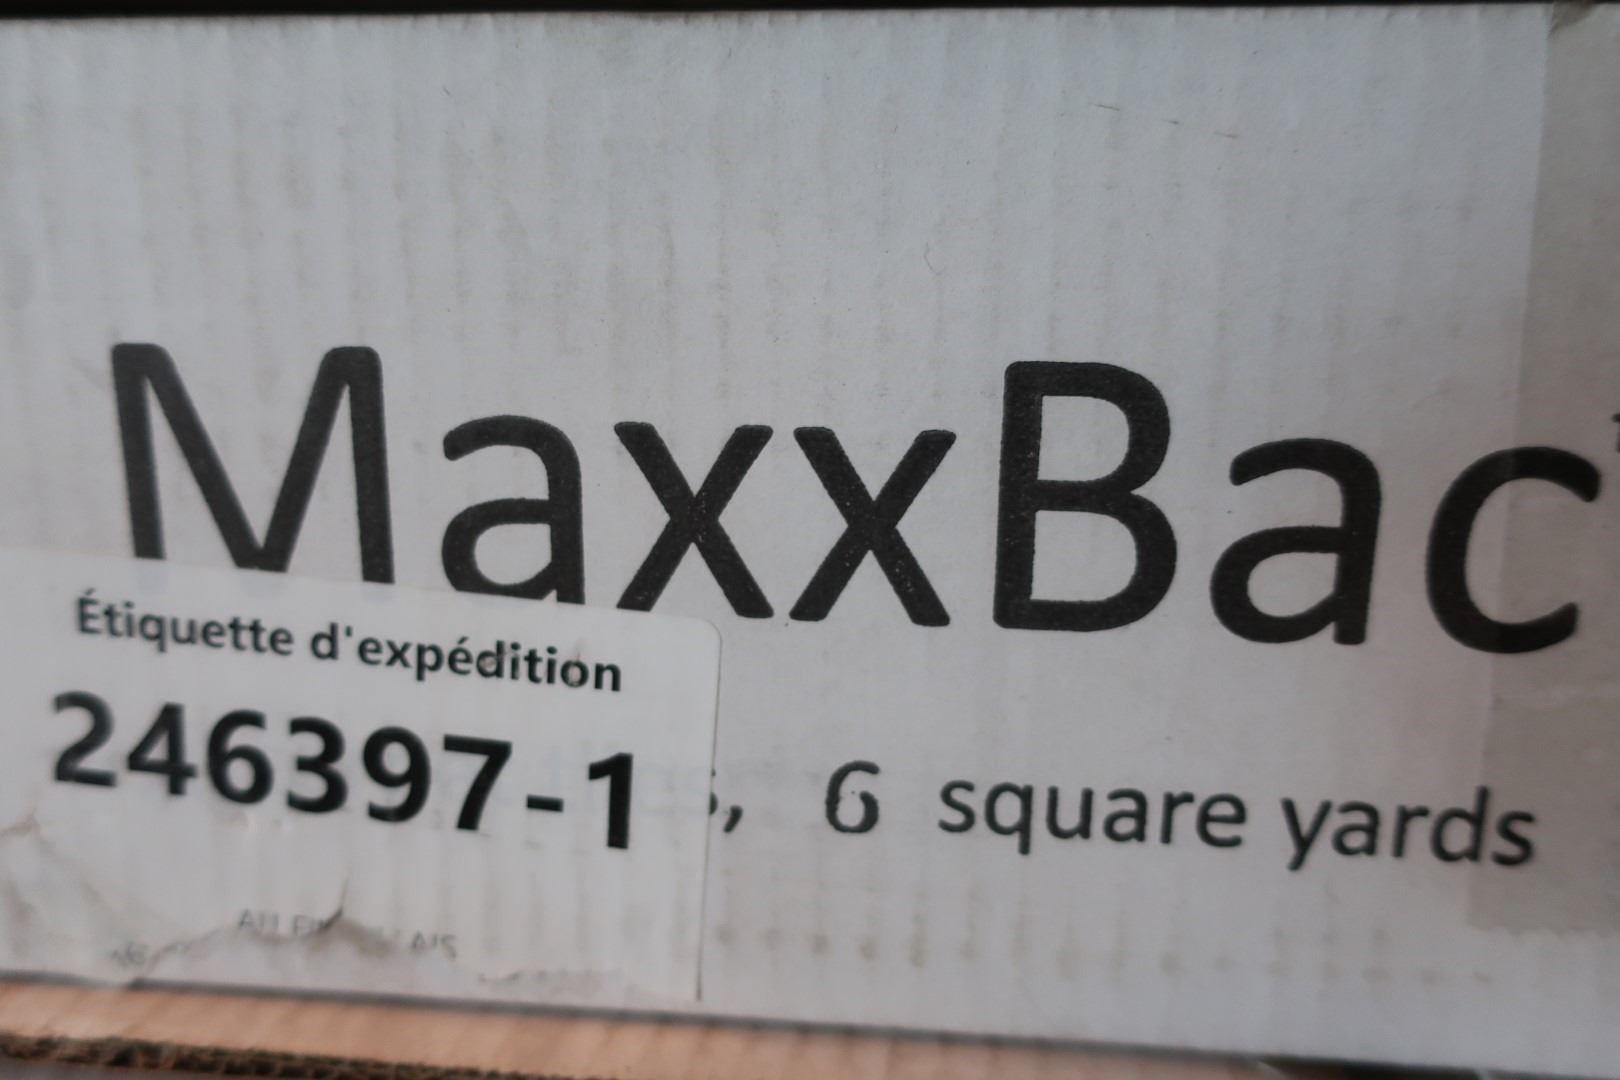 MaxxBac
Étiquette d'expédition
246397-1
, 6 square yards